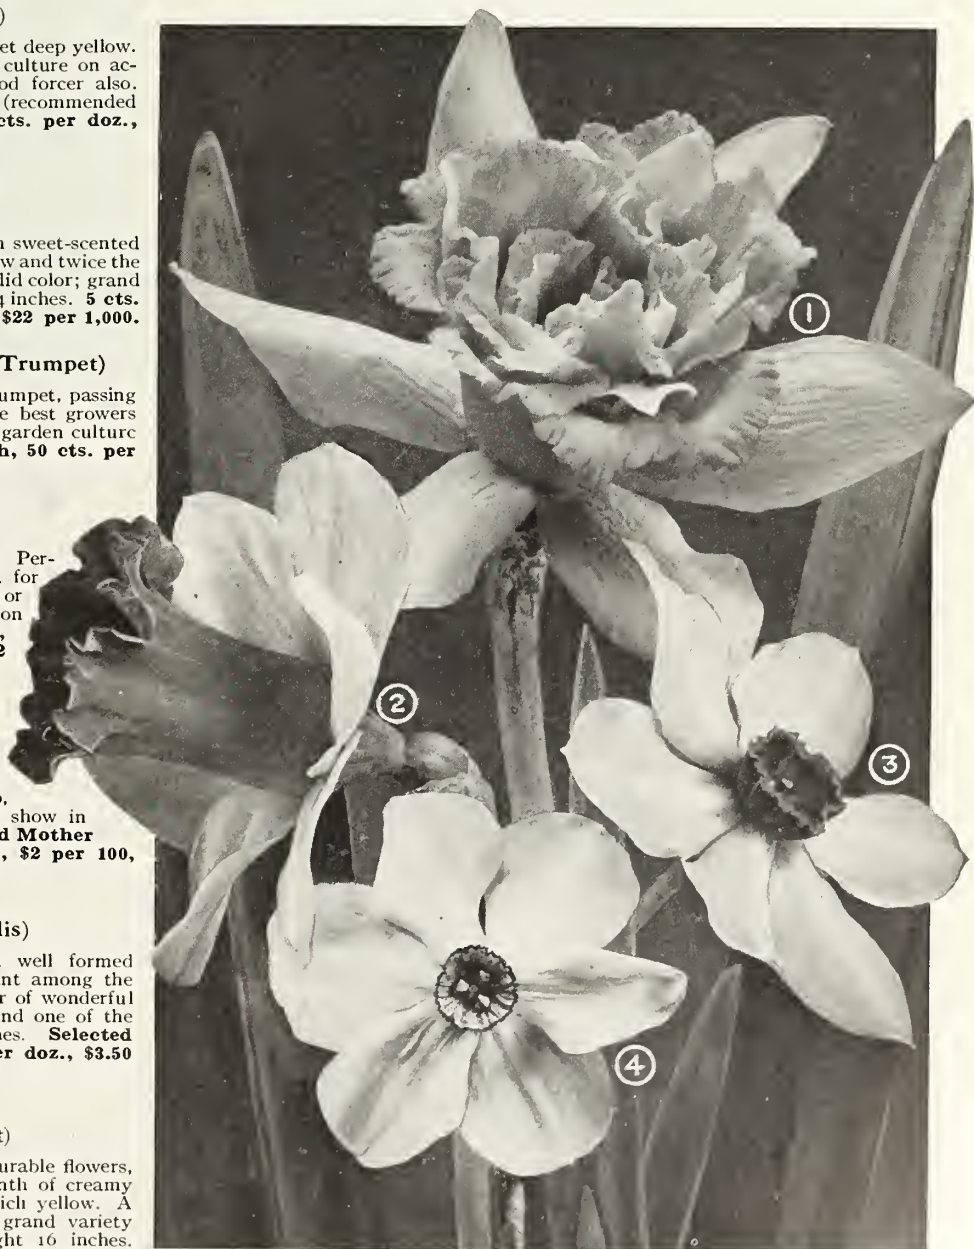 )
et deep yellow.
culture on ac-
od forcer also.
(recommended
cts. per doz.,
sweet-scented
w and twice the
lid color; grand
inches. 5 cts.
$22 per 1,000.
Trumpet)
umpet, passing
e best growers
garden culture
h, 50 cts. per
Per-
for
or
on
2
show in
d Mother
, $2 per 100,
lis)
well formed
nt among the
r of wonderful
nd one of the
es. Selected
er doz., $3.50
t)
urable flowers,
nth of creamy
ich yellow. A
grand variety
ght 16 inches.
1
2
3
4